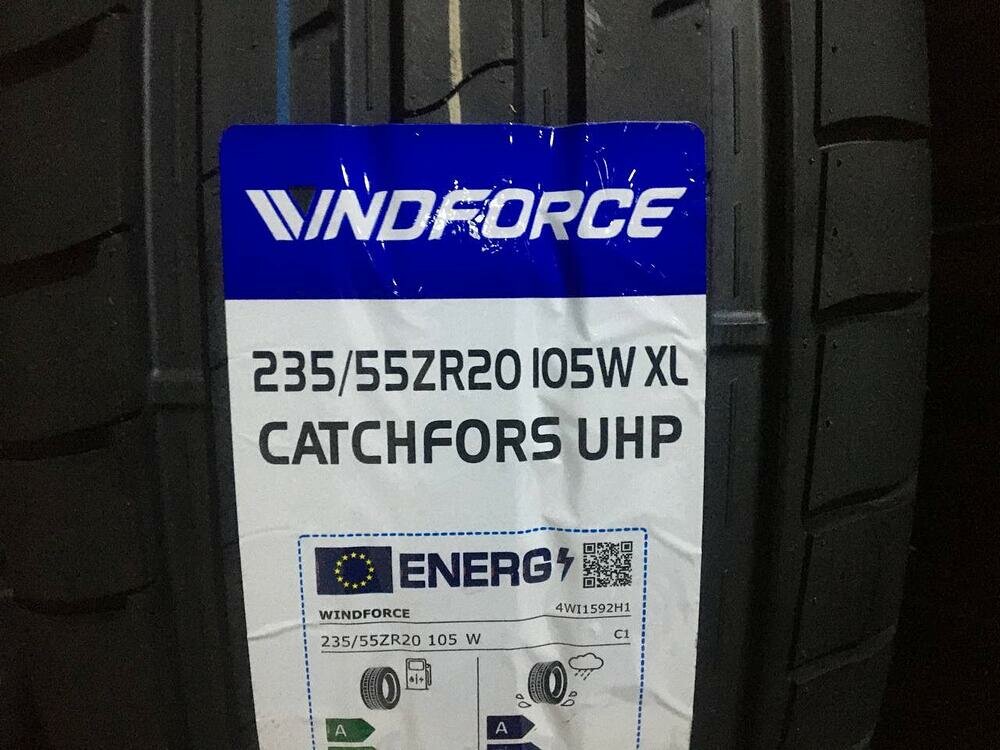 WINDFORCE
235/55ZR20 105W XL
CATCHFORS UHP
ENERG
WINDFORCE 4WI1592H1
235/55ZR20 105 W C1
A A